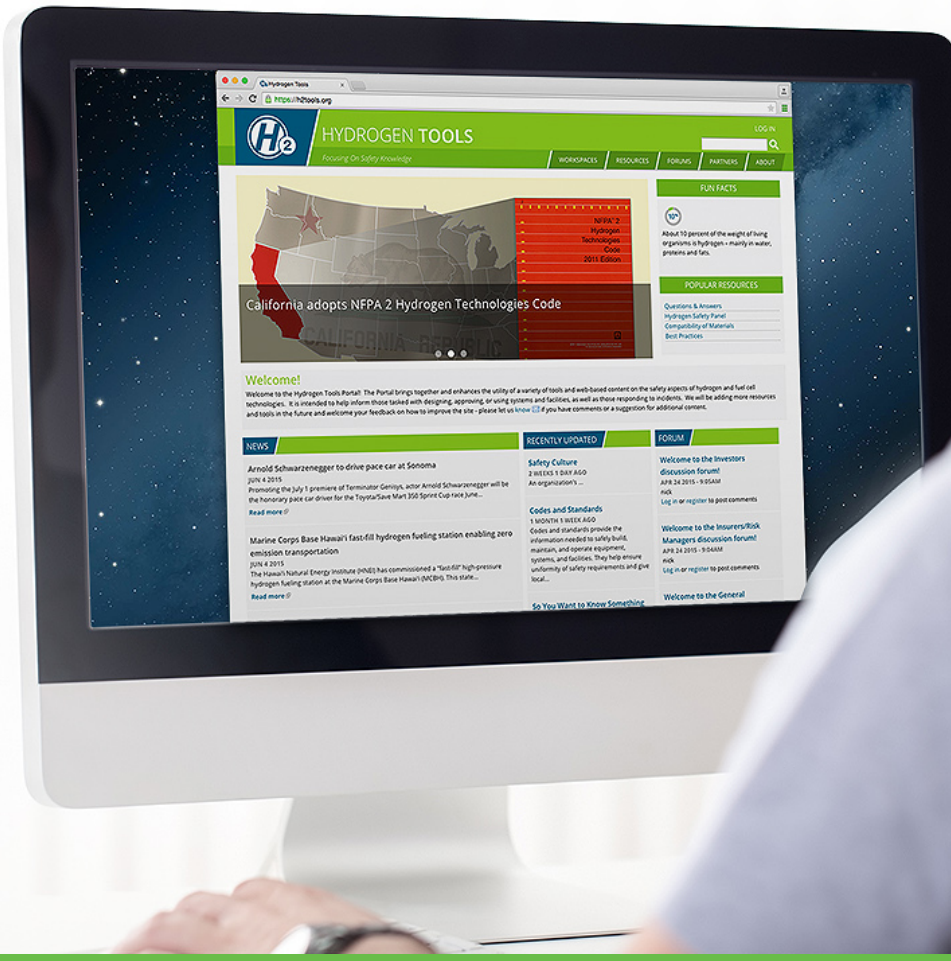 Hydrogen Tools
https://h2tools.org
H2
HYDROGEN TOOLS
Focusing On Safety Knowledge
LOG IN
WORKSPACES
RESOURCES
FORUMS
PARTNERS
ABOUT
NFPA 2
Hydrogen
Technologies
Code
2011 Edition
California adopts NFPA 2 Hydrogen Technologies Code
CALIFORNIA REPUBLIC
FUN FACTS
10%
About 10 percent of the weight of living
organisms is hydrogen – mainly in water,
proteins and fats.
POPULAR RESOURCES
Questions & Answers
Hydrogen Safety Panel
Compatibility of Materials
Best Practices
Welcome!
Welcome to the Hydrogen Tools Portal! The Portal brings together and enhances the utility of a variety of tools and web-based content on the safety aspects of hydrogen and fuel cell
technologies. It is intended to help inform those tasked with designing, approving, or using systems and facilities, as well as those responding to incidents. We will be adding more resources
and tools in the future and welcome your feedback on how to improve the site - please let us know if you have comments or a suggestion for additional content.
NEWS
Arnold Schwarzenegger to drive pace car at Sonoma
JUN 4 2015
Promoting the July 1 premiere of Terminator Genisys, actor Arnold Schwarzenegger will be
the honorary pace car driver for the Toyota/Save Mart 350 Sprint Cup race June...
Read more
Marine Corps Base Hawai'i fast-fill hydrogen fueling station enabling zero
emission transportation
JUN 4 2015
The Hawai'i Natural Energy Institute (HNEI) has commissioned a "fast-fill" high-pressure
hydrogen fueling station at the Marine Corps Base Hawai'i (MCBH). This state...
Read more
RECENTLY UPDATED
Safety Culture
2 WEEKS 1 DAY AGO
An organization's ...
Codes and Standards
1 MONTH 1 WEEK AGO
Codes and standards provide the
information needed to safely build,
maintain, and operate equipment,
systems, and facilities. They help ensure
uniformity of safety requirements and give
local...
So You Want to Know Something
FORUM
Welcome to the Investors
discussion forum!
APR 24 2015 - 9:05AM
nick
Log in or register to post comments
Welcome to the Insurers/Risk
Managers discussion forum!
APR 24 2015 - 9:04AM
nick
Log in or register to post comments
Welcome to the General